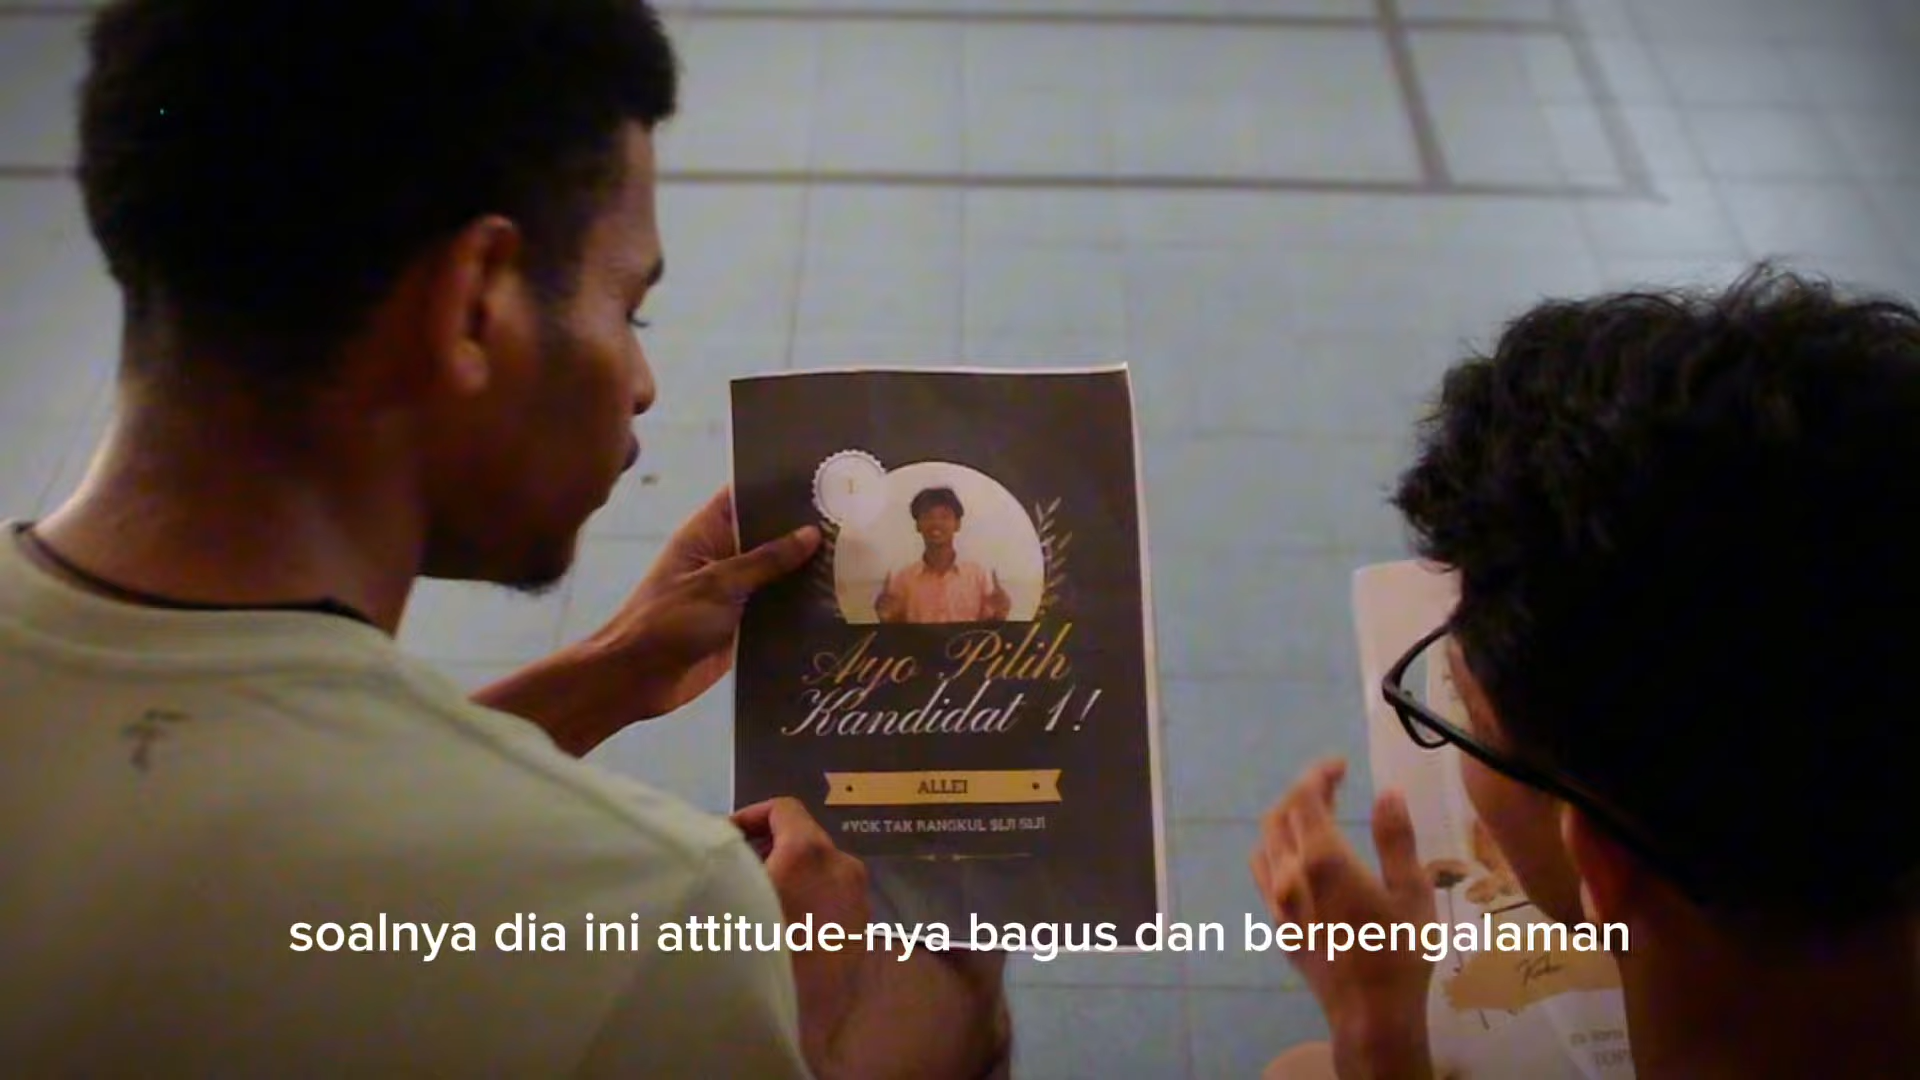 1
Ayo Pilih
Kandidat 1!
ALLEI
#YOK TAK RANGKUL SIJI SIJI
soalnya dia ini attitude-nya bagus dan berpengalaman